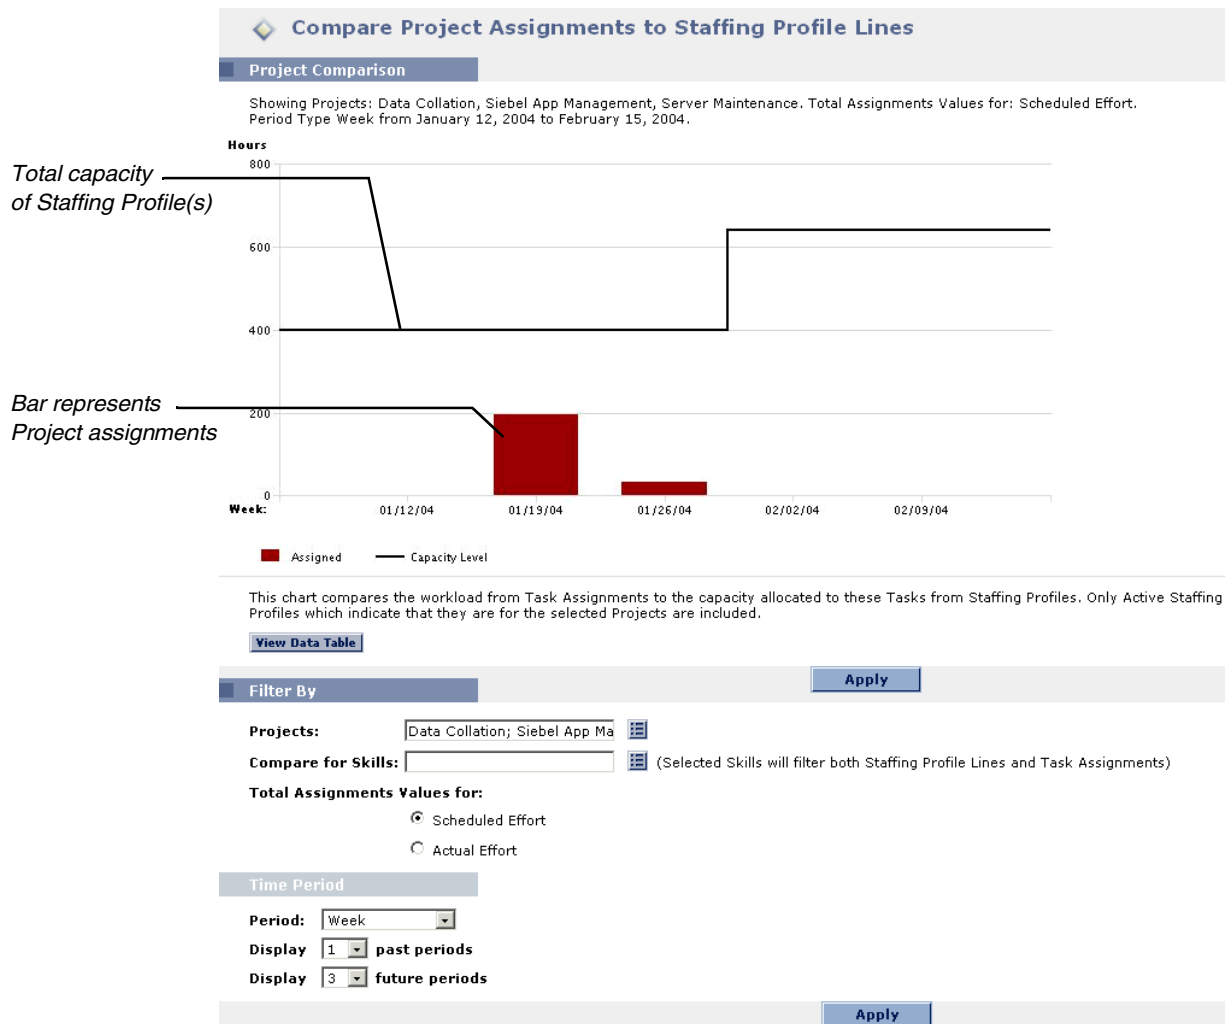 Compare Project Assignments to Staffing Profile Lines
Project Comparison
Showing Projects: Data Collation, Siebel App Management, Server Maintenance. Total Assignments Values for: Scheduled Effort.
Period Type Week from January 12, 2004 to February 15, 2004.
Hours
800
Total capacity
of Staffing Profile(s)
600
400
Bar represents
Project assignments
200
0
Week:
01/12/04 01/19/04 01/26/04 02/02/04 02/09/04
Assigned Capacity Level
This chart compares the workload from Task Assignments to the capacity allocated to these Tasks from Staffing Profiles. Only Active Staffing
Profiles which indicate that they are for the selected Projects are included.
View Data Table
Apply
Filter By
Projects: Data Collation; Siebel App Ma
Compare for Skills: (Selected Skills will filter both Staffing Profile Lines and Task Assignments)
Total Assignments Values for:
Scheduled Effort
Actual Effort
Time Period
Period: Week
Display 1 past periods
Display 3 future periods
Apply